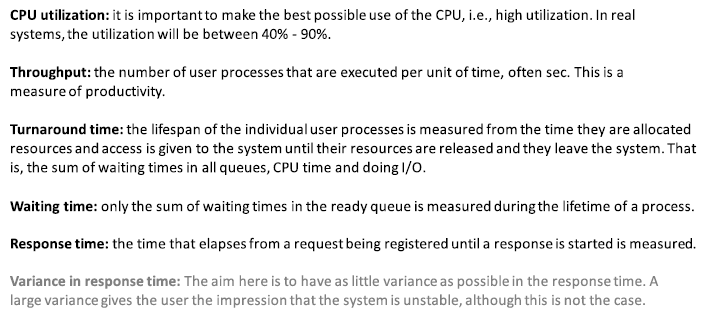 CPU utilization: it is important to make the best possible use of the CPU, i.e., high utilization. In real
systems, the utilization will be between 40% - 90%.
Throughput: the number of user processes that are executed per unit of time, often sec. This is a
measure of productivity.
Turnaround time: the lifespan of the individual user processes is measured from the time they are allocated
resources and access is given to the system until their resources are released and they leave the system. That
is, the sum of waiting times in all queues, CPU time and doing I/O.
Waiting time: only the sum of waiting times in the ready queue is measured during the lifetime of a process.
Response time: the time that elapses from a request being registered until a response is started is measured.
Variance in response time: The aim here is to have as little variance as possible in the response time. A
large variance gives the user the impression that the system is unstable, although this is not the case.